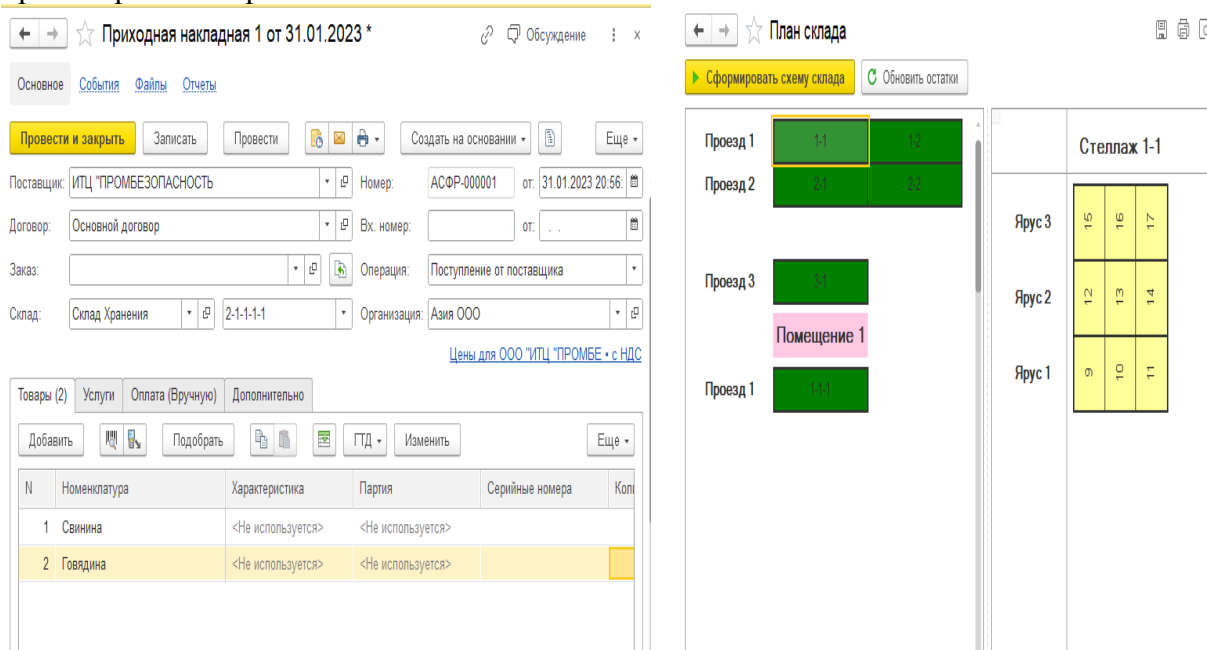 Приходная накладная 1 от 31.01.2023 *
Обсуждение
Основное События Файлы Отчеты
Провести и закрыть Записать Провести Создать на основании Еще
Поставщик: ИТЦ "ПРОМБЕЗОПАСНОСТЬ Номер: АСФР-000001 от: 31.01.2023 20:56:
Договор: Основной договор Вх. номер: от: . .
Заказ: Операция: Поступление от поставщика
Склад: Склад Хранения 2-1-1-1-1 Организация: Азия ООО
Цены для ООО "ИТЦ "ПРОМБЕ • с НДС
Товары (2) Услуги Оплата (Вручную) Дополнительно
Добавить Подобрать ГТД Изменить Еще
N Номенклатура Характеристика Партия Серийные номера
1 Свинина <Не используется> <Не используется>
2 Говядина <Не используется> <Не используется>
План склада
Сформировать схему склада Обновить остатки
Проезд 1 1-1 1-2
Проезд 2 2-1 2-2
Проезд 3 3-1
Помещение 1
Проезд 1 1-1-1
Стеллаж 1-1
Ярус 3 15 16 17
Ярус 2 12 13 14
Ярус 1 9 10 11